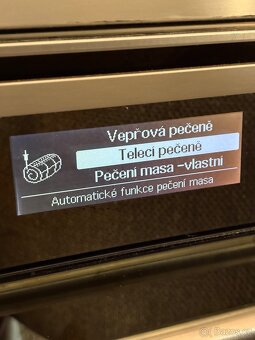 Vepřová pečeně
Telecí pečeně
Pečení masa -vlastní
Automatické funkce pečení masa